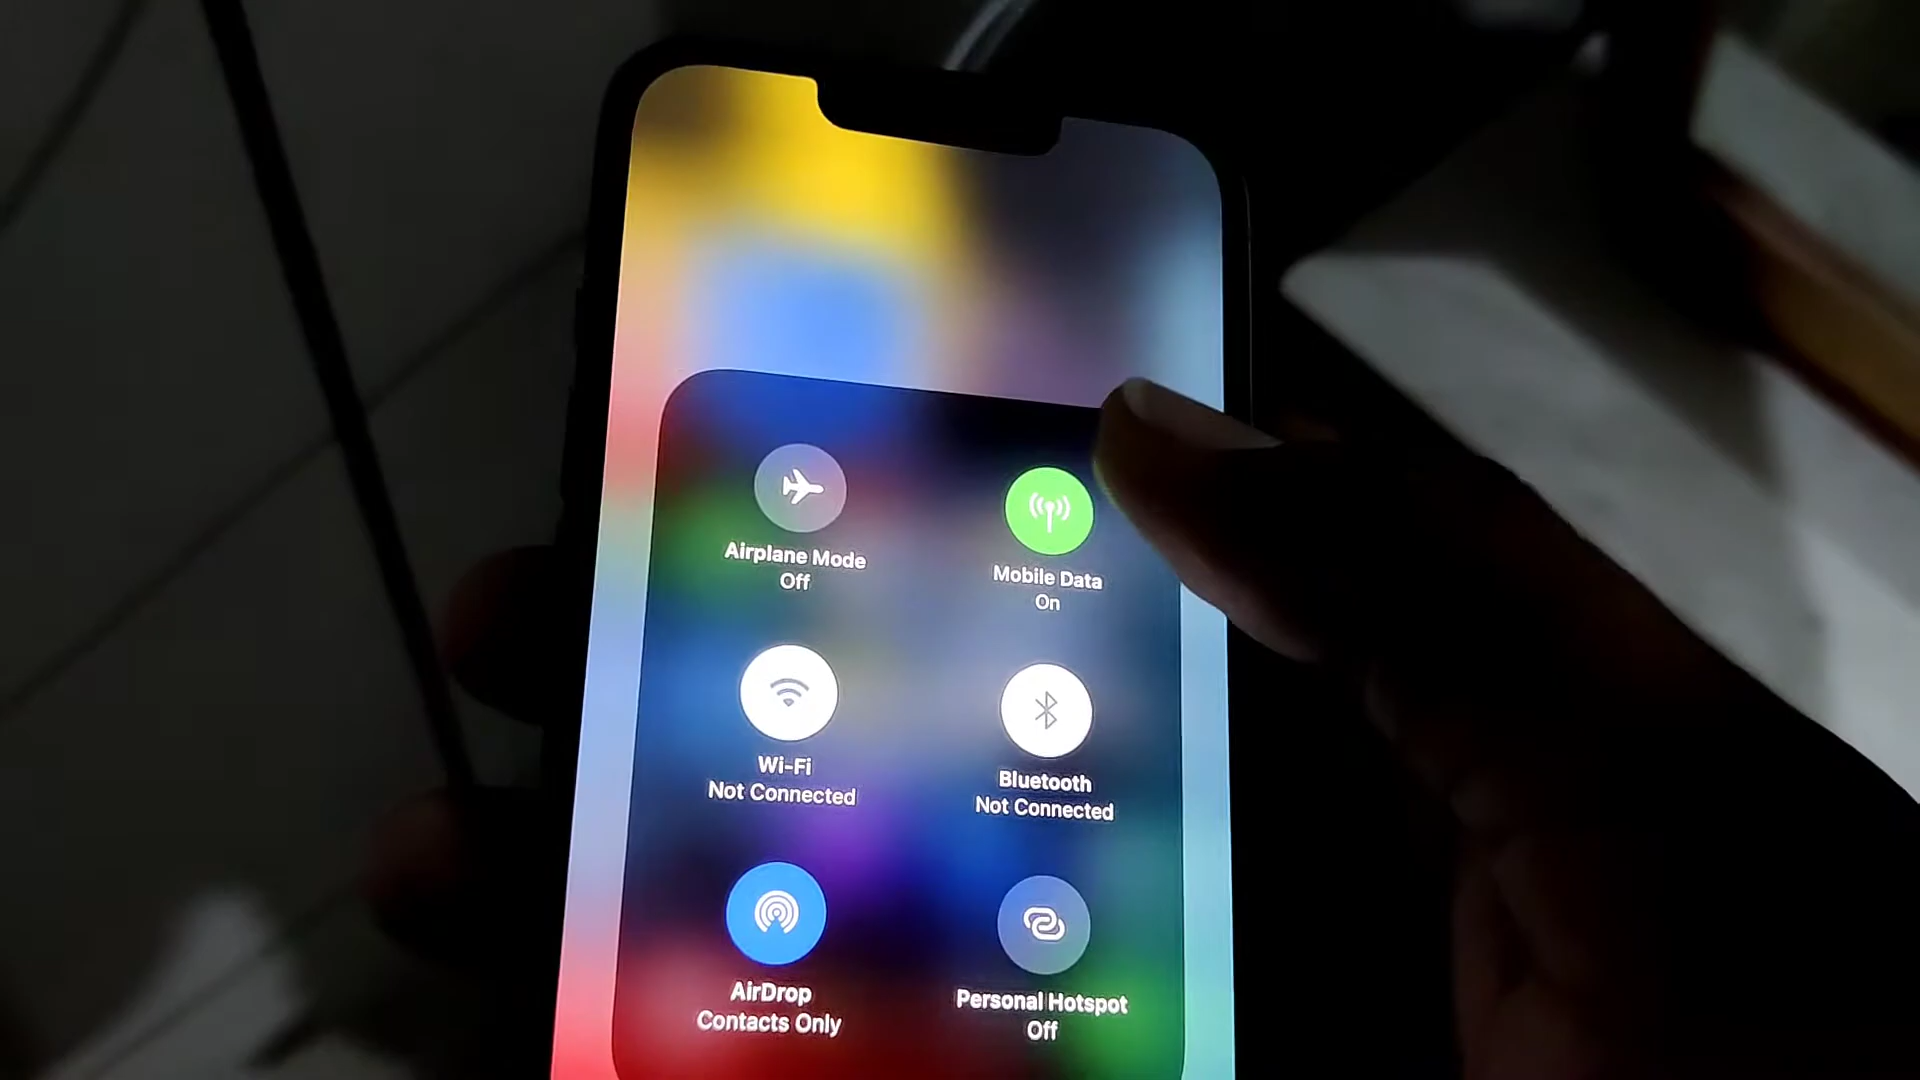 Airplane Mode
Off
Mobile Data
On
Wi-Fi
Not Connected
Bluetooth
Not Connected
AirDrop
Contacts Only
Personal Hotspot
Off